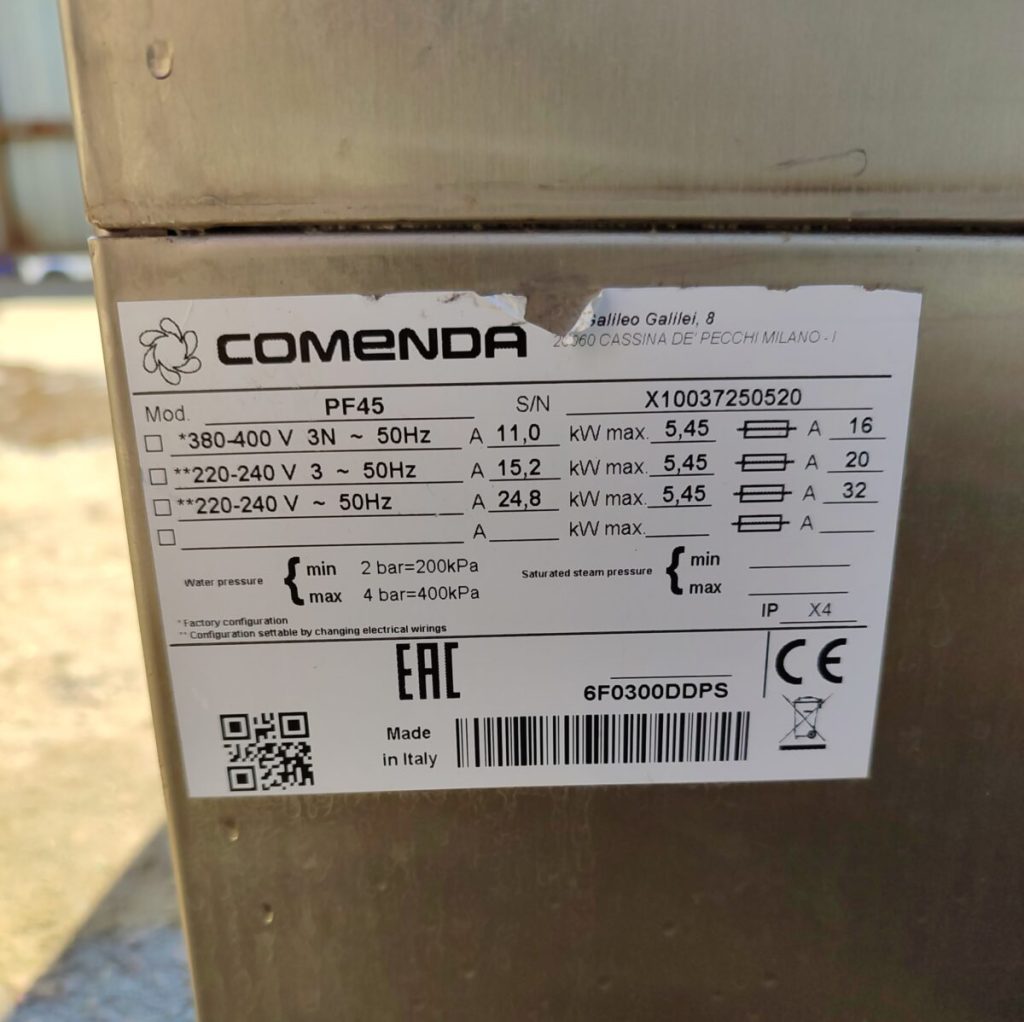 COMENDA
Galileo Galilei, 8
20060 CASSINA DE' PECCHI MILANO - I
Mod. PF45 S/N X10037250520
*380-400 V 3N ~ 50Hz A 11,0 kW max. 5,45 A 16
**220-240 V 3 ~ 50Hz A 15,2 kW max. 5,45 A 20
**220-240 V ~ 50Hz A 24,8 kW max. 5,45 A 32
A kW max. A
Water pressure { min 2 bar=200kPa
max 4 bar=400kPa
Saturated steam pressure { min
max
IP X4
* Factory configuration
** Configuration settable by changing electrical wirings
EAC
CE
6F0300DDPS
Made
in Italy